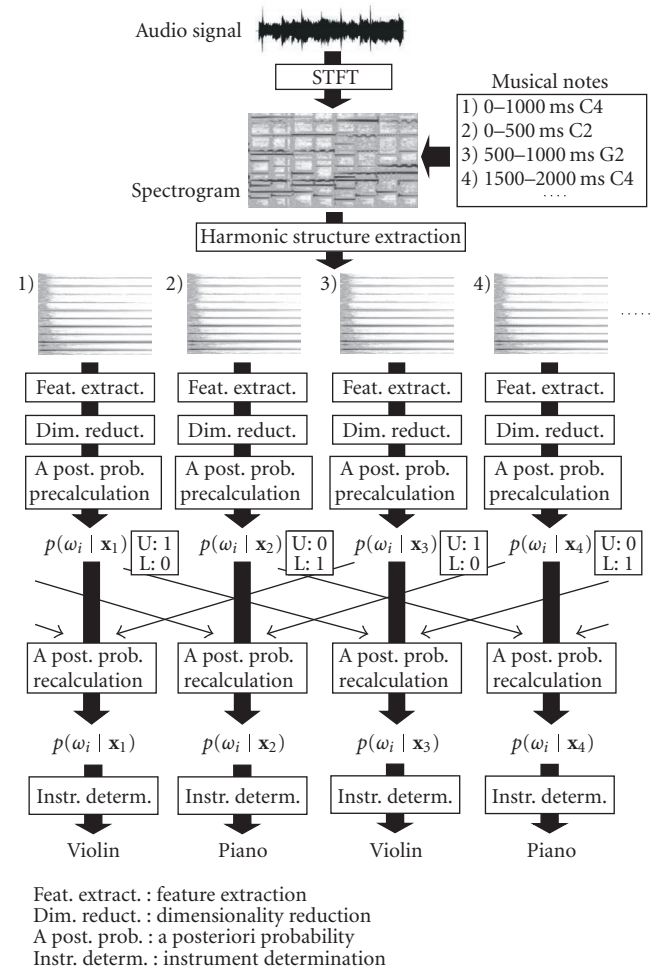 Audio signal
STFT
Musical notes
1) 0–1000 ms C4
2) 0–500 ms C2
3) 500–1000 ms G2
4) 1500–2000 ms C4
....
Spectrogram
Harmonic structure extraction
1) 2) 3) 4) .....
Feat. extract. Feat. extract. Feat. extract. Feat. extract.
Dim. reduct. Dim. reduct. Dim. reduct. Dim. reduct.
A post. prob. A post. prob. A post. prob. A post. prob.
precalculation precalculation precalculation precalculation
p(ωᵢ | x₁) U: 1 p(ωᵢ | x₂) U: 0 p(ωᵢ | x₃) U: 1 p(ωᵢ | x₄) U: 0
L: 0 L: 1 L: 0 L: 1
A post. prob. A post. prob. A post. prob. A post. prob.
recalculation recalculation recalculation recalculation
p(ωᵢ | x₁) p(ωᵢ | x₂) p(ωᵢ | x₃) p(ωᵢ | x₄)
Instr. determ. Instr. determ. Instr. determ. Instr. determ.
Violin Piano Violin Piano
Feat. extract. : feature extraction
Dim. reduct. : dimensionality reduction
A post. prob. : a posteriori probability
Instr. determ. : instrument determination